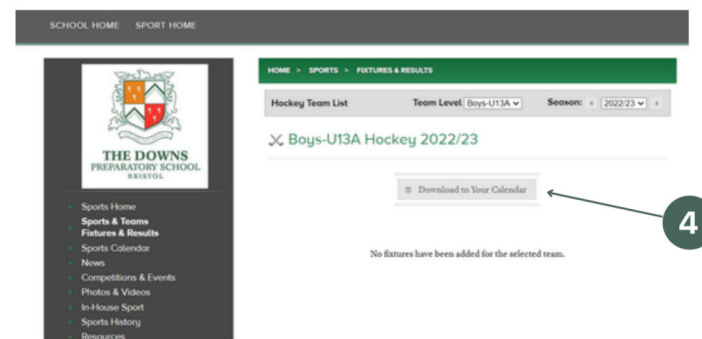 SCHOOL HOME SPORT HOME
THE DOWNS
PREPARATORY SCHOOL
BRISTOL
Sports Home
Sports & Teams
Fixtures & Results
Sports Calendar
News
Competitions & Events
Photos & Videos
In-House Sport
Sports History
Resources
HOME > SPORTS > FIXTURES & RESULTS
Hockey Team List Team Level Boys-U13A Season: 2022/23
Boys-U13A Hockey 2022/23
Download to Your Calendar
4
No fixtures have been added for the selected team.